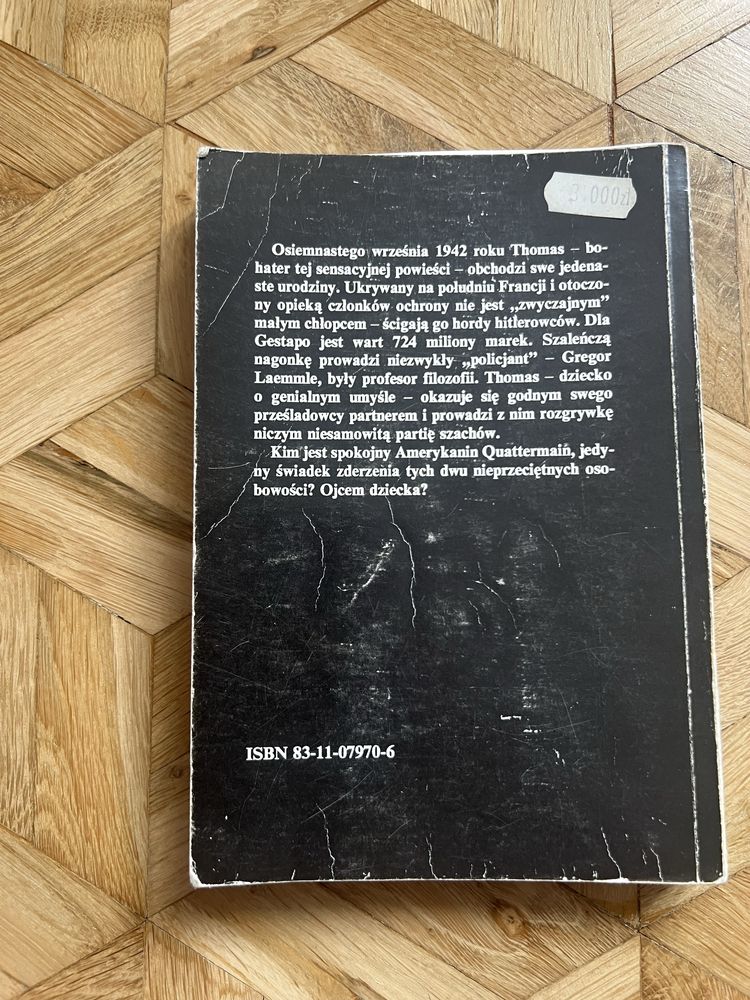 3.000zł
Osiemnastego września 1942 roku Thomas – bo-
hater tej sensacyjnej powieści – obchodzi swe jedena-
ste urodziny. Ukrywany na południu Francji i otoczo-
ny opieką członków ochrony nie jest „zwyczajnym”
małym chłopcem – ścigają go hordy hitlerowców. Dla
Gestapo jest wart 724 miliony marek. Szaleńczą
nagonkę prowadzi niezwykły „policjant” – Gregor
Laemmle, były profesor filozofii. Thomas – dziecko
o genialnym umyśle – okazuje się godnym swego
prześladowcy partnerem i prowadzi z nim rozgrywkę
niczym niesamowitą partię szachów.
Kim jest spokojny Amerykanin Quattermain, jedy-
ny świadek zderzenia tych dwu nieprzeciętnych oso-
bowości? Ojcem dziecka?
ISBN 83-11-07970-6